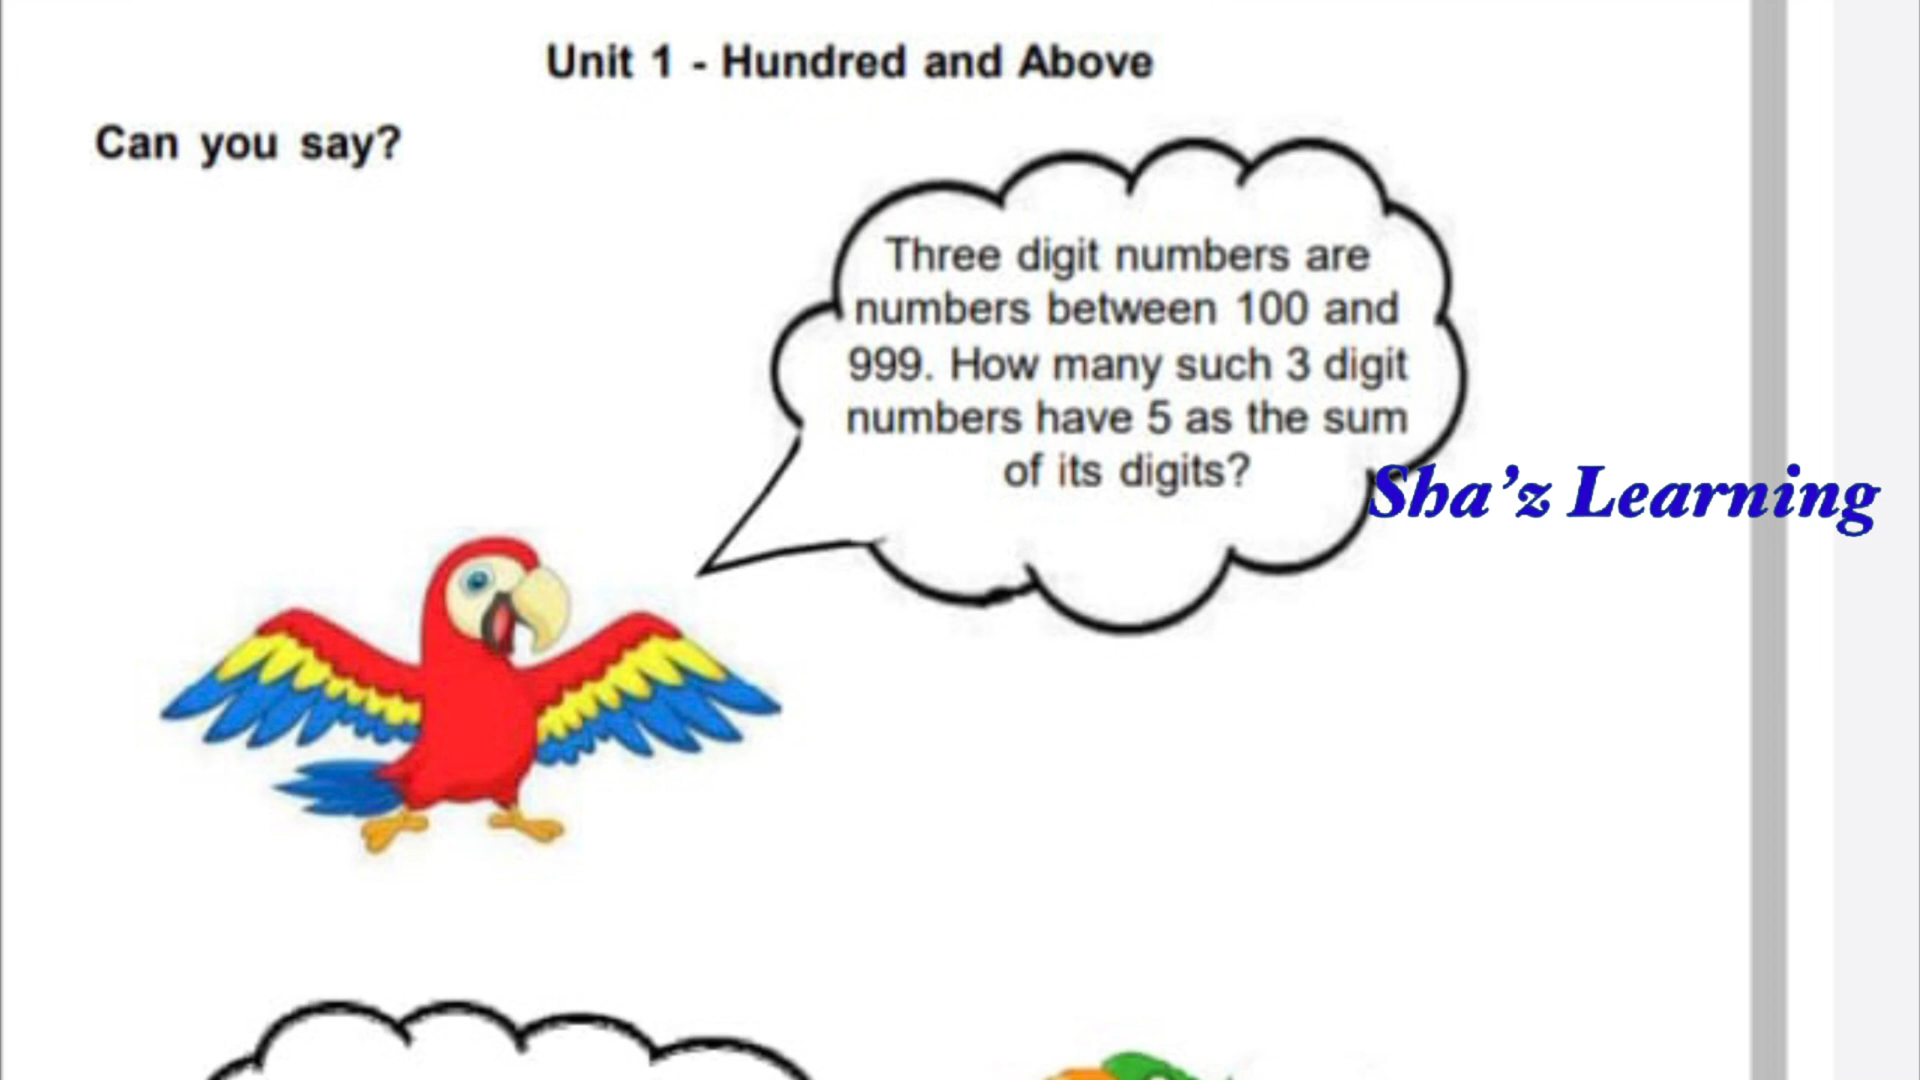 Unit 1 - Hundred and Above
Can you say?
Three digit numbers are
numbers between 100 and
999. How many such 3 digit
numbers have 5 as the sum
of its digits?
Sha’z Learning